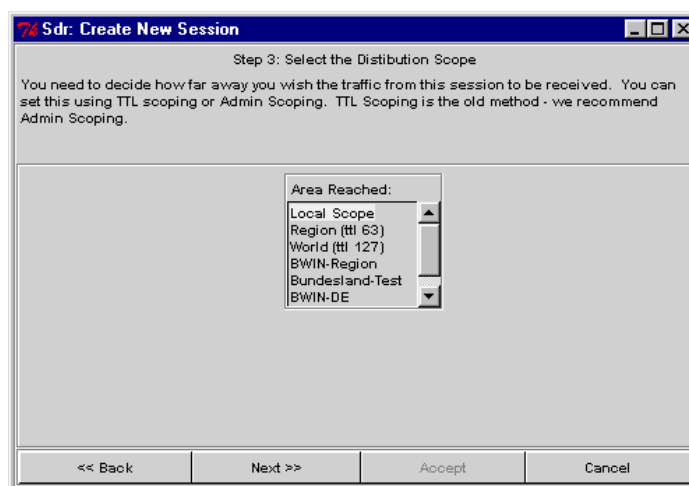 Sdr: Create New Session
Step 3: Select the Distibution Scope
You need to decide how far away you wish the traffic from this session to be received. You can
set this using TTL scoping or Admin Scoping. TTL Scoping is the old method - we recommend
Admin Scoping.
Area Reached:
Local Scope
Region (ttl 63)
World (ttl 127)
BWIN-Region
Bundesland-Test
BWIN-DE
<< Back
Next >>
Accept
Cancel